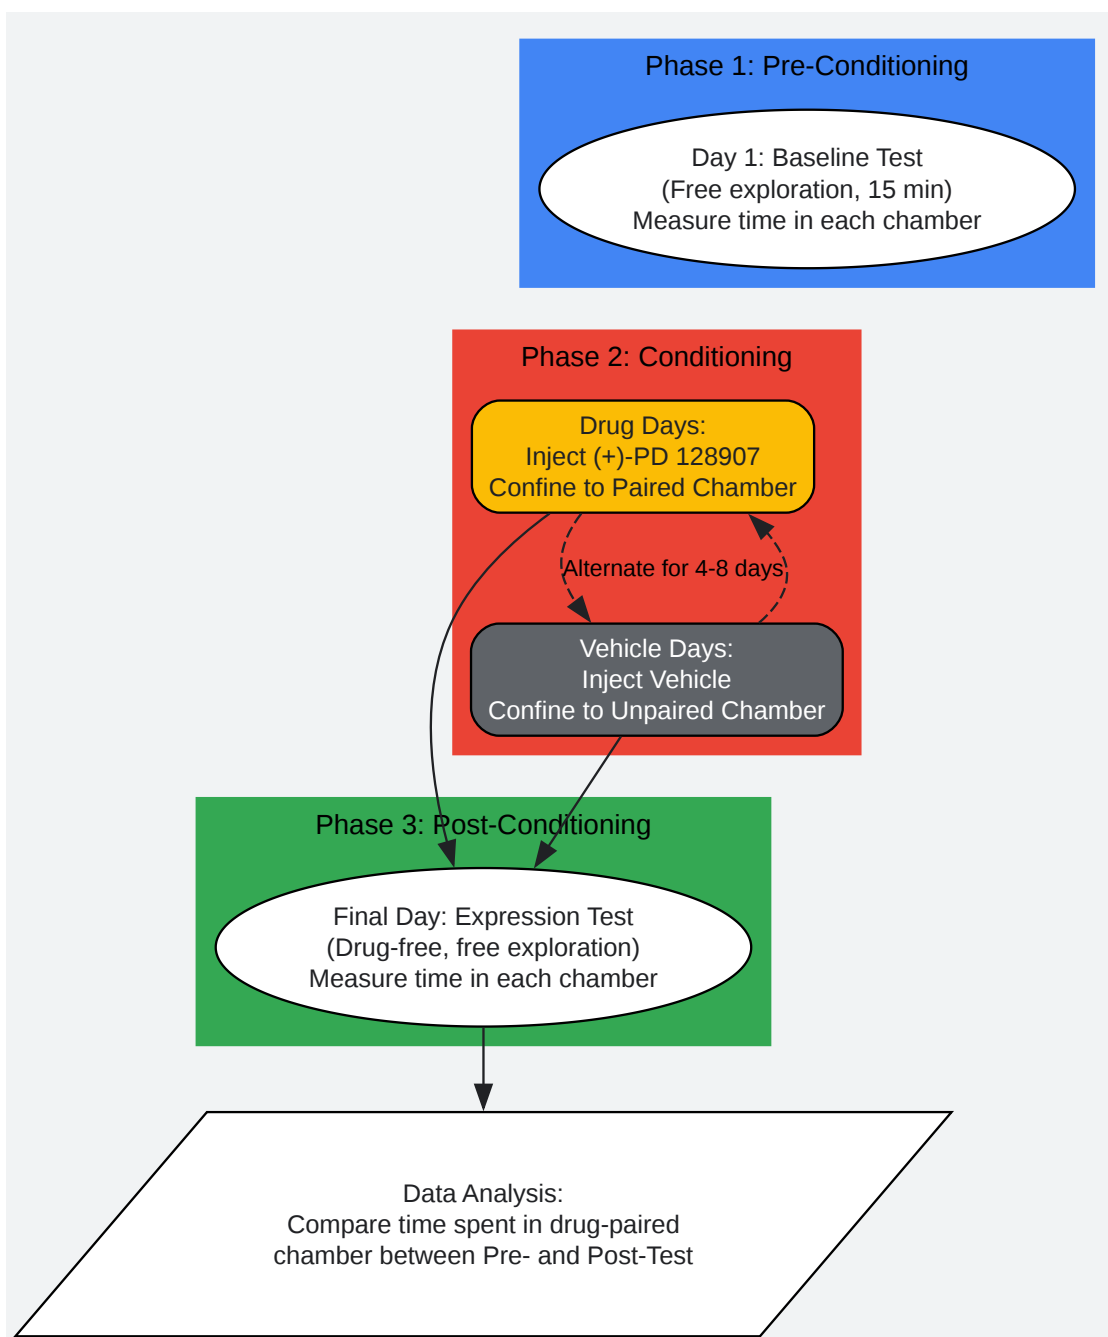 Phase 1: Pre-Conditioning
Day 1: Baseline Test
(Free exploration, 15 min)
Measure time in each chamber
Phase 2: Conditioning
Drug Days:
Inject (+)-PD 128907
Confine to Paired Chamber
Alternate for 4-8 days
Vehicle Days:
Inject Vehicle
Confine to Unpaired Chamber
Phase 3: Post-Conditioning
Final Day: Expression Test
(Drug-free, free exploration)
Measure time in each chamber
Data Analysis:
Compare time spent in drug-paired
chamber between Pre- and Post-Test